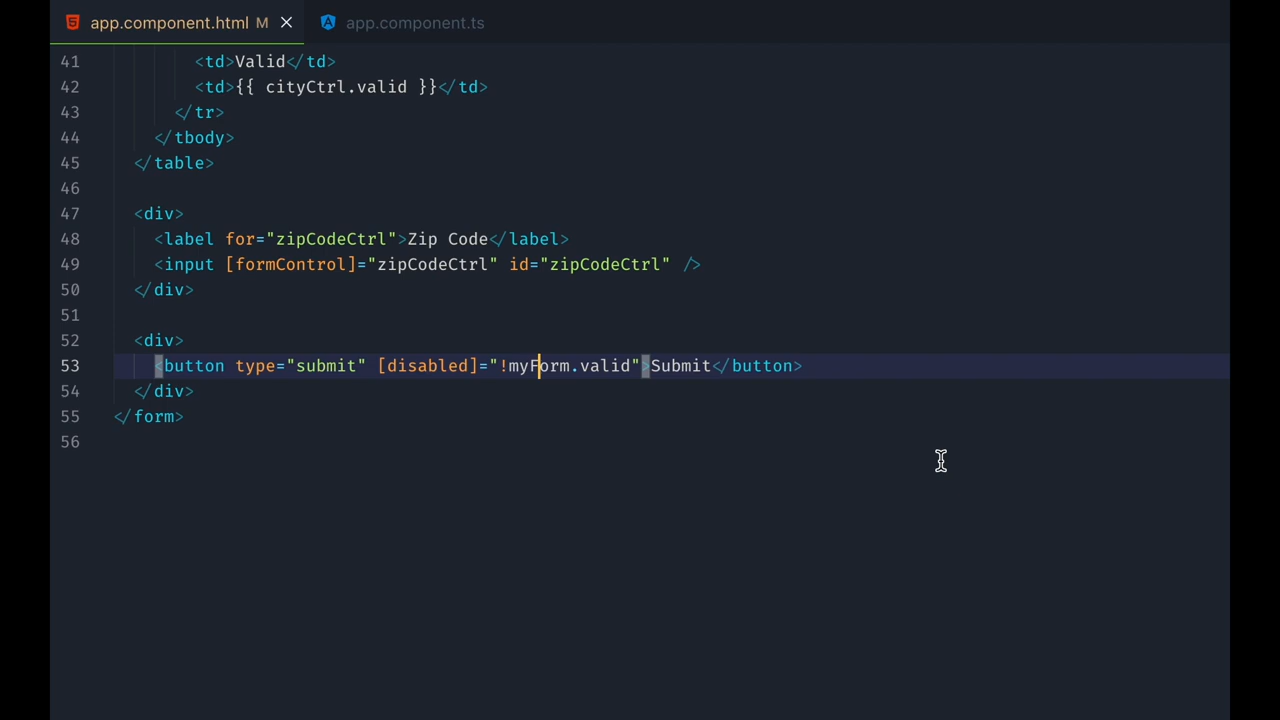 app.component.html M
app.component.ts
41 <td>Valid</td>
42 <td>{{ cityCtrl.valid }}</td>
43 </tr>
44 </tbody>
45 </table>
46
47 <div>
48 <label for="zipCodeCtrl">Zip Code</label>
49 <input [formControl]="zipCodeCtrl" id="zipCodeCtrl" />
50 </div>
51
52 <div>
53 <button type="submit" [disabled]="!myForm.valid">Submit</button>
54 </div>
55 </form>
56